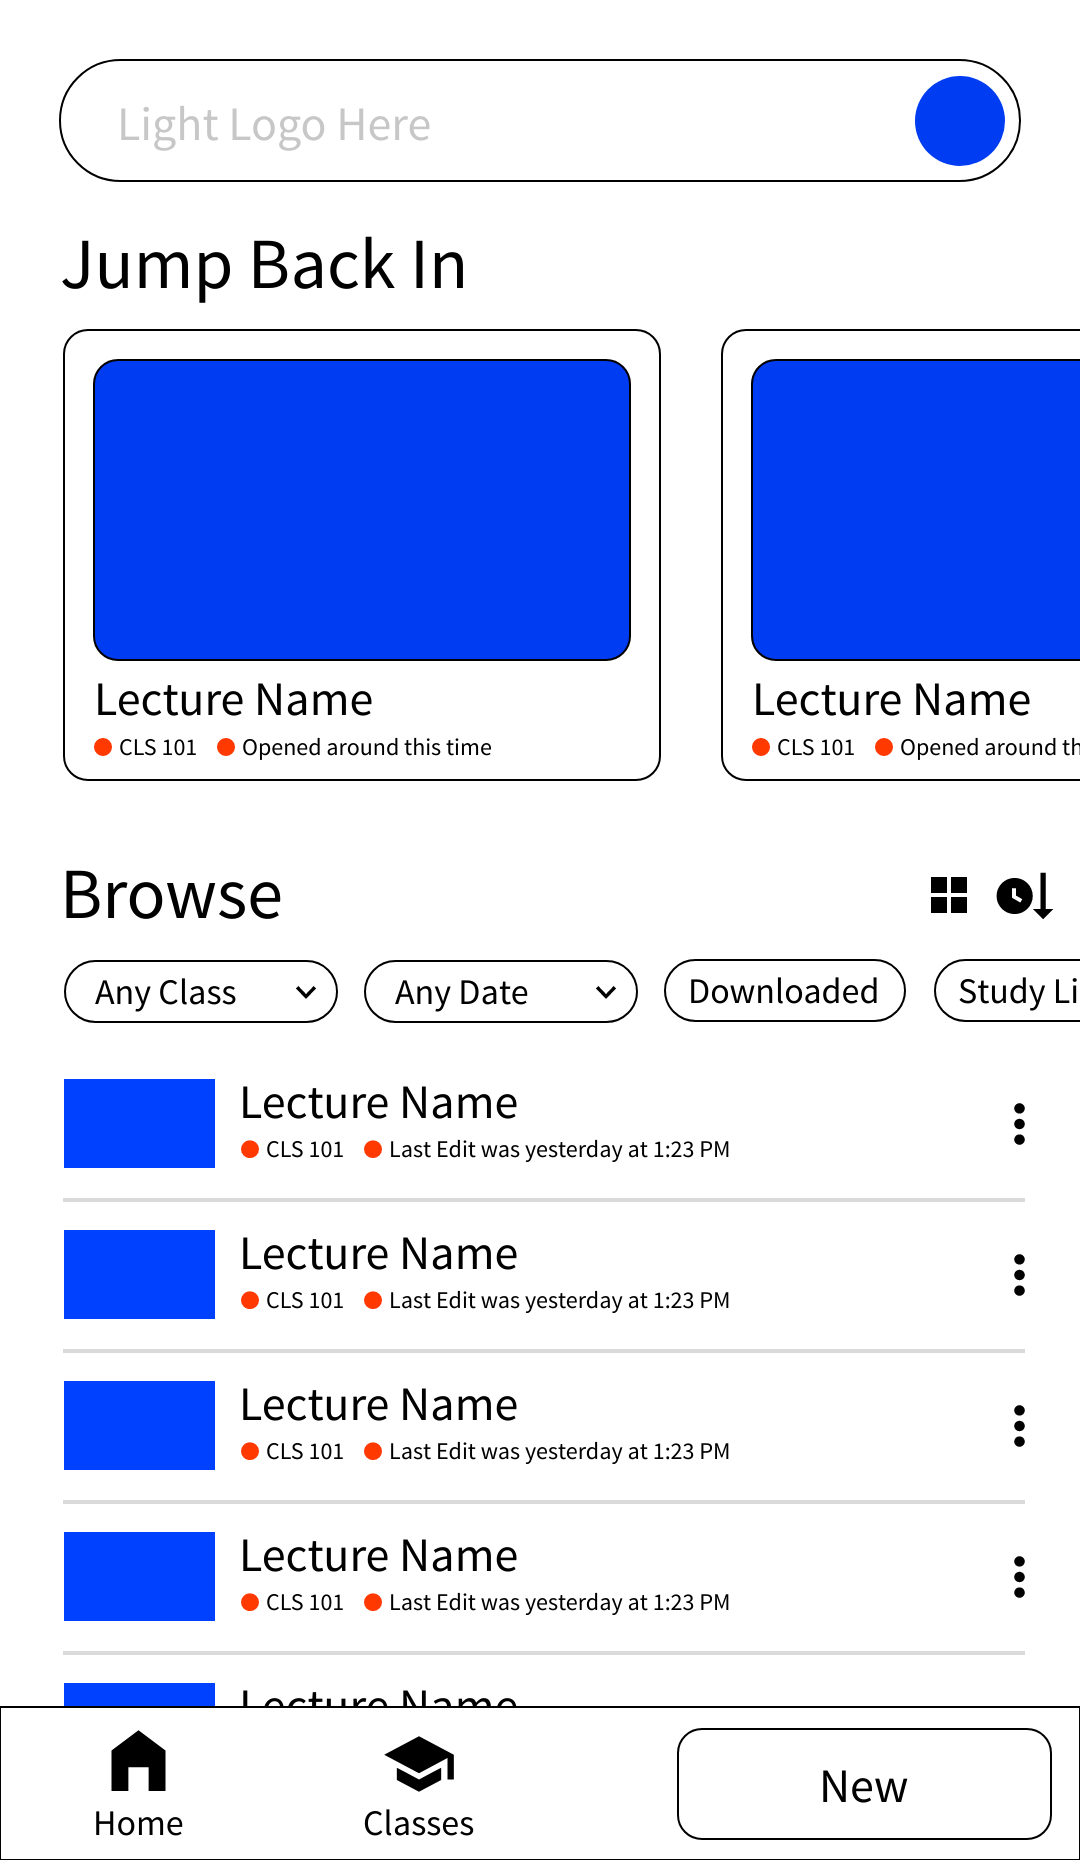 Light Logo Here
Jump Back In
Lecture Name
CLS 101 Opened around this time
Lecture Name
CLS 101 Opened around th
Browse
Any Class
Any Date
Downloaded
Study Li
Lecture Name
CLS 101 Last Edit was yesterday at 1:23 PM
Lecture Name
CLS 101 Last Edit was yesterday at 1:23 PM
Lecture Name
CLS 101 Last Edit was yesterday at 1:23 PM
Lecture Name
CLS 101 Last Edit was yesterday at 1:23 PM
Lecture Name
Home
Classes
New